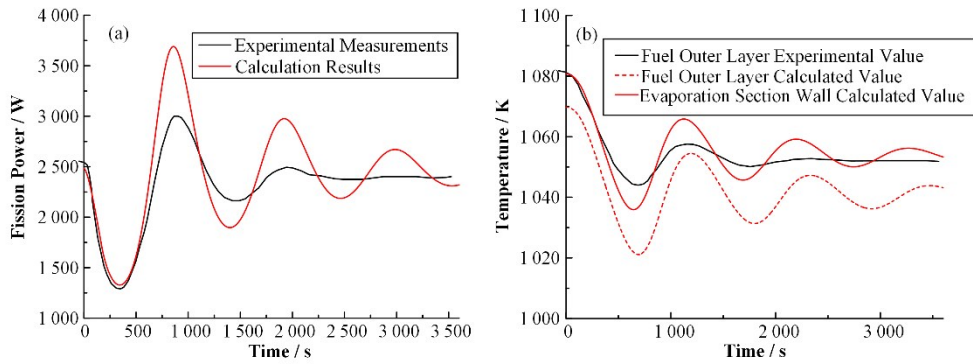 (a)
Experimental Measurements
Calculation Results
Fission Power / W
4 000
3 500
3 000
2 500
2 000
1 500
1 000
0 500 1 000 1 500 2 000 2 500 3 000 3 500
Time / s
(b)
Fuel Outer Layer Experimental Value
Fuel Outer Layer Calculated Value
Evaporation Section Wall Calculated Value
Temperature / K
1 100
1 080
1 060
1 040
1 020
1 000
0 1 000 2 000 3 000
Time / s